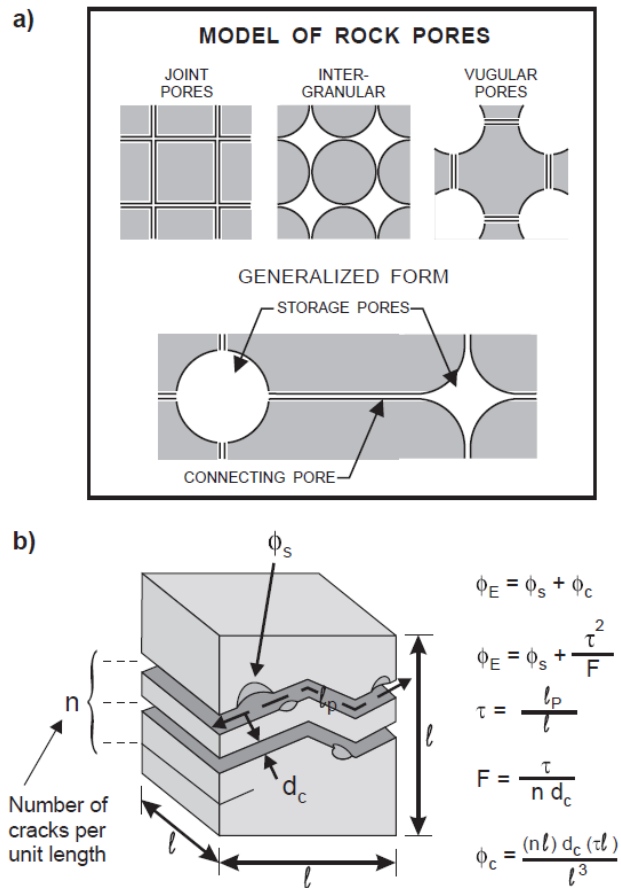 a)
MODEL OF ROCK PORES
JOINT
PORES
INTER-
GRANULAR
VUGULAR
PORES
GENERALIZED FORM
STORAGE PORES
CONNECTING PORE
b)
ϕS
n
ℓp
dc
ℓ
ℓ
ℓ
Number of
cracks per
unit length
ϕE = ϕs + ϕc
ϕE = ϕs + τ² / F
τ = ℓP / ℓ
F = τ / n dc
ϕc = (nℓ) dc (τℓ) / ℓ³